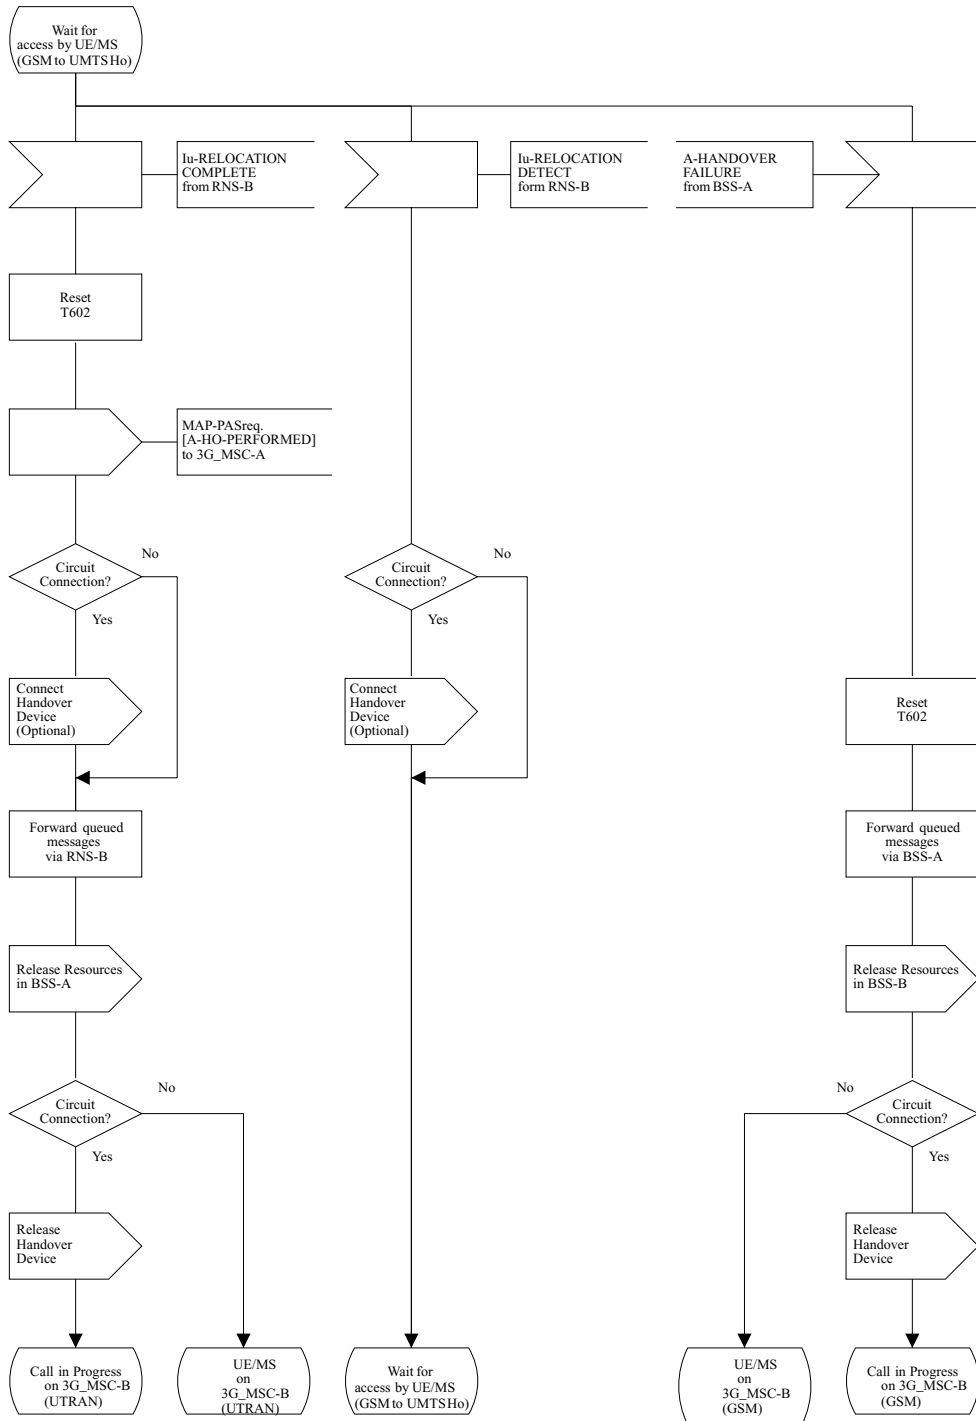 Wait for
access by UE/MS
(GSM to UMTS Ho)
Iu-RELOCATION
COMPLETE
from RNS-B
Iu-RELOCATION
DETECT
form RNS-B
A-HANDOVER
FAILURE
from BSS-A
Reset
T602
MAP-PASreq.
[A-HO-PERFORMED]
to 3G_MSC-A
Circuit
Connection?
No
Yes
Circuit
Connection?
No
Yes
Connect
Handover
Device
(Optional)
Connect
Handover
Device
(Optional)
Reset
T602
Forward queued
messages
via RNS-B
Forward queued
messages
via BSS-A
Release Resources
in BSS-A
Release Resources
in BSS-B
Circuit
Connection?
No
Yes
No
Circuit
Connection?
Yes
Release
Handover
Device
Release
Handover
Device
Call in Progress
on 3G_MSC-B
(UTRAN)
UE/MS
on
3G_MSC-B
(UTRAN)
Wait for
access by UE/MS
(GSM to UMTS Ho)
UE/MS
on
3G_MSC-B
(GSM)
Call in Progress
on 3G_MSC-B
(GSM)